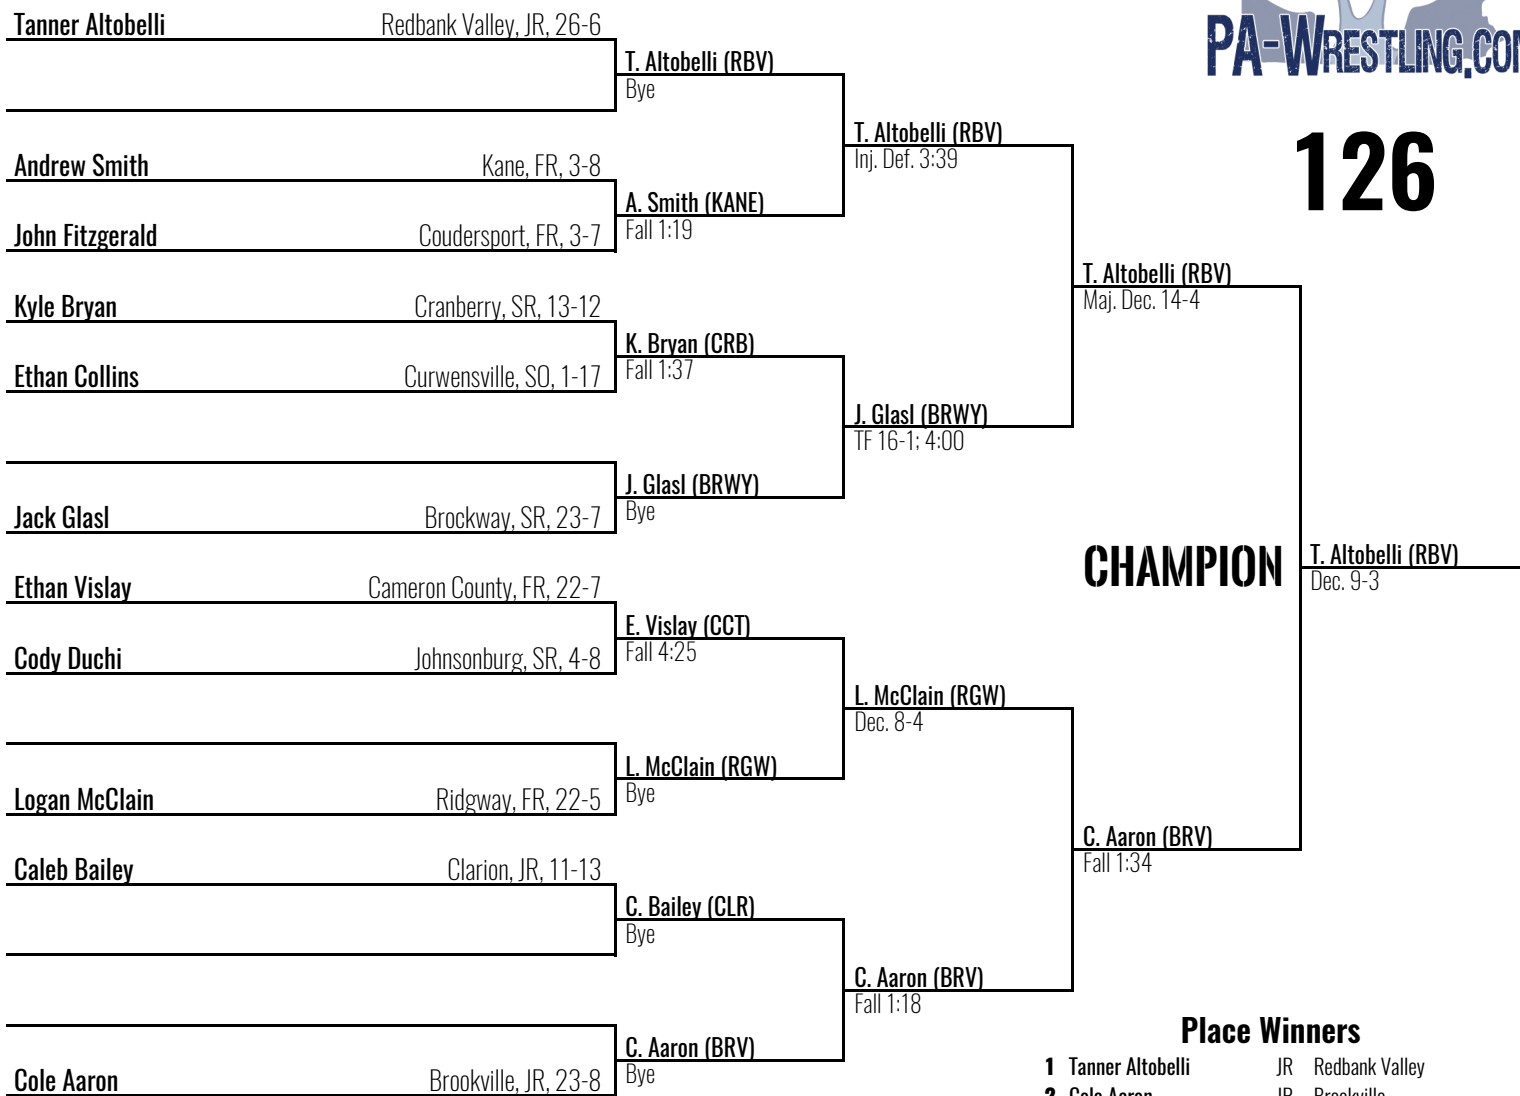 Tanner Altobelli Redbank Valley, JR, 26-6
PA-WRESTLING.COM
T. Altobelli (RBV)
Bye
T. Altobelli (RBV)
Inj. Def. 3:39
126
Andrew Smith Kane, FR, 3-8
A. Smith (KANE)
Fall 1:19
John Fitzgerald Coudersport, FR, 3-7
T. Altobelli (RBV)
Maj. Dec. 14-4
Kyle Bryan Cranberry, SR, 13-12
K. Bryan (CRB)
Fall 1:37
Ethan Collins Curwensville, SO, 1-17
J. Glasl (BRWY)
TF 16-1; 4:00
J. Glasl (BRWY)
Bye
Jack Glasl Brockway, SR, 23-7
CHAMPION
T. Altobelli (RBV)
Dec. 9-3
Ethan Vislay Cameron County, FR, 22-7
E. Vislay (CCT)
Fall 4:25
Cody Duchi Johnsonburg, SR, 4-8
L. McClain (RGW)
Dec. 8-4
L. McClain (RGW)
Bye
Logan McClain Ridgway, FR, 22-5
C. Aaron (BRV)
Fall 1:34
Caleb Bailey Clarion, JR, 11-13
C. Bailey (CLR)
Bye
C. Aaron (BRV)
Fall 1:18
C. Aaron (BRV)
Bye
Cole Aaron Brookville, JR, 23-8
Place Winners
1 Tanner Altobelli JR Redbank Valley
2 Cole Aaron JR Brookville